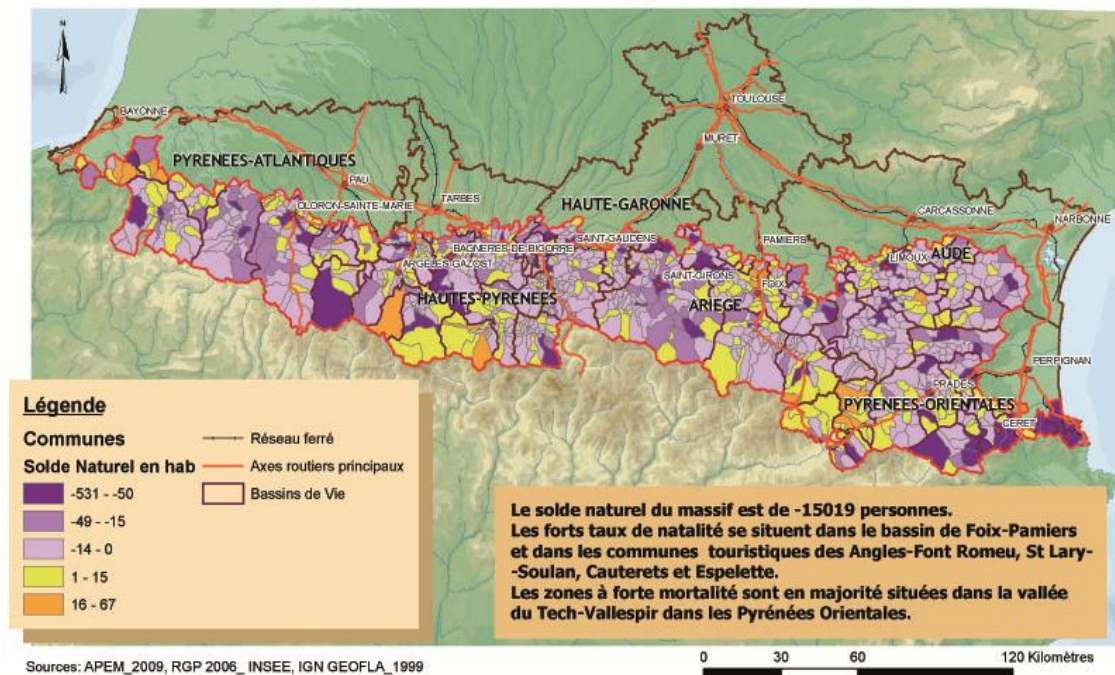 BAYONNE
TOULOUSE
MURET
PYRENEES-ATLANTIQUES
PAU
TARBES
HAUTE-GARONNE
OLORON-SAINTE-MARIE
CARCASSONNE
NARBONNE
BAGNERES-DE-BIGORRE
SAINT-GAUDENS
PAMIERS
LIMOUX
AUDE
ARGELES-GAZOST
SAINT-GIRONS
FOIX
HAUTES-PYRENEES
ARIEGE
PERPIGNAN
PRADES
PYRENEES-ORIENTALES
CERET
Légende
Communes
Solde Naturel en hab
-531 - -50
-49 - -15
-14 - 0
1 - 15
16 - 67
Réseau ferré
Axes routiers principaux
Bassins de Vie
Le solde naturel du massif est de -15019 personnes.
Les forts taux de natalité se situent dans le bassin de Foix-Pamiers
et dans les communes touristiques des Angles-Font Romeu, St Lary-
-Soulan, Cauterets et Espelette.
Les zones à forte mortalité sont en majorité situées dans la vallée
du Tech-Vallespir dans les Pyrénées Orientales.
Sources: APEM_2009, RGP 2006_ INSEE, IGN GEOFLA_1999
0 30 60 120 Kilomètres